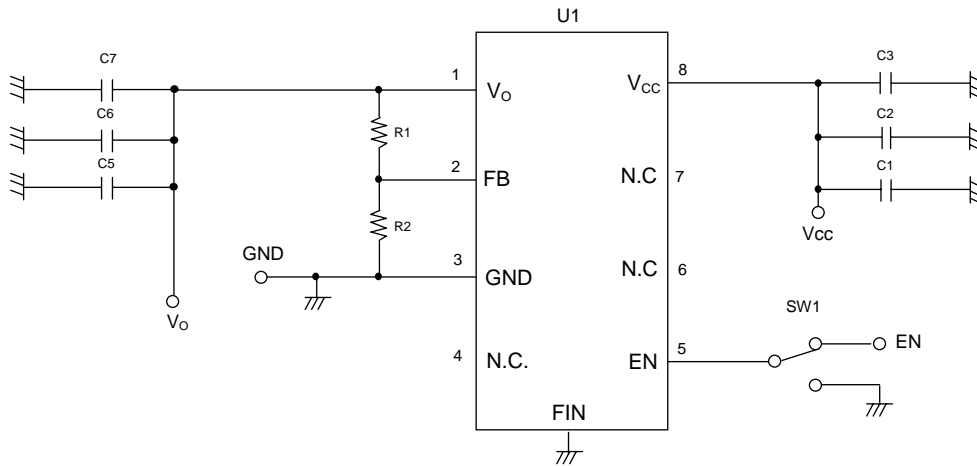 U1
C7
C3
1
8
VO
VCC
C6
R1
C2
C5
2
FB
N.C
7
C1
R2
Vcc
GND
3
GND
N.C
6
VO
SW1
4
N.C.
EN
5
EN
FIN